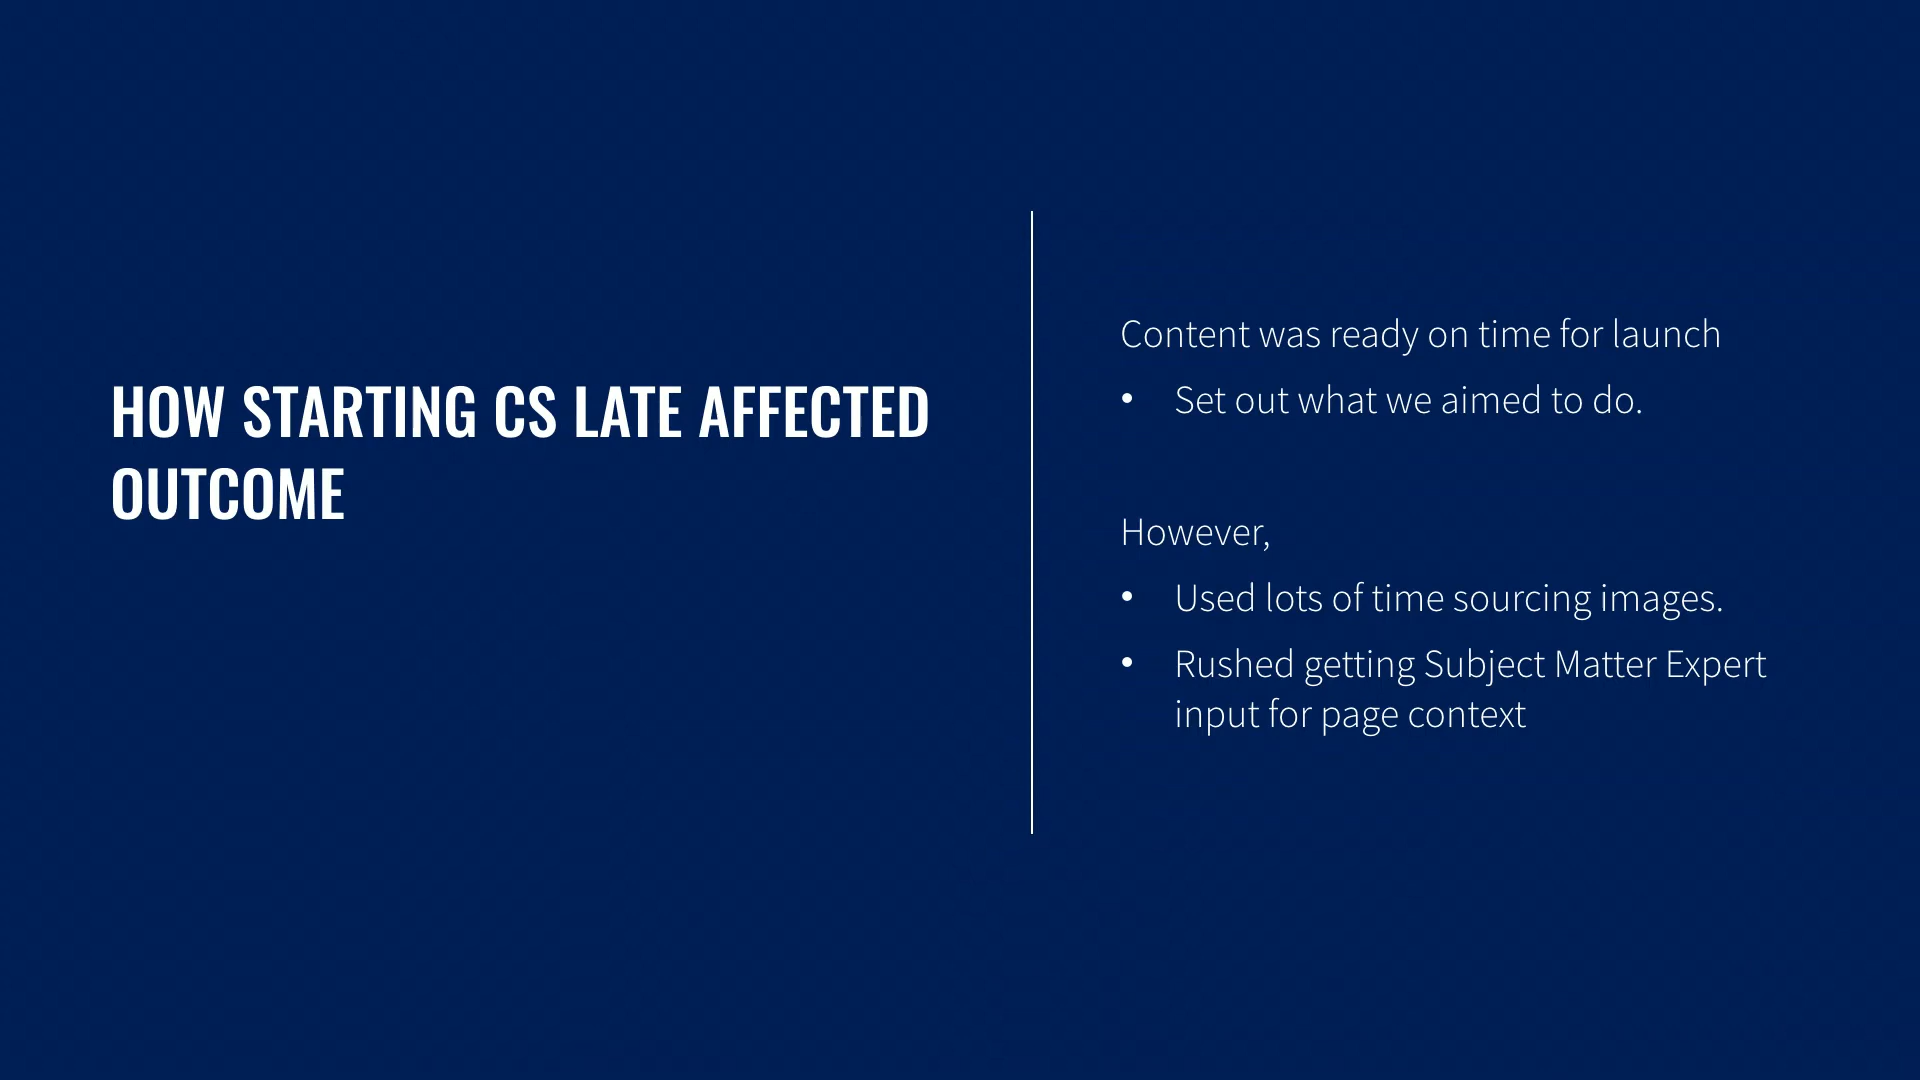 HOW STARTING CS LATE AFFECTED
OUTCOME
Content was ready on time for launch
• Set out what we aimed to do.
However,
• Used lots of time sourcing images.
• Rushed getting Subject Matter Expert
input for page context